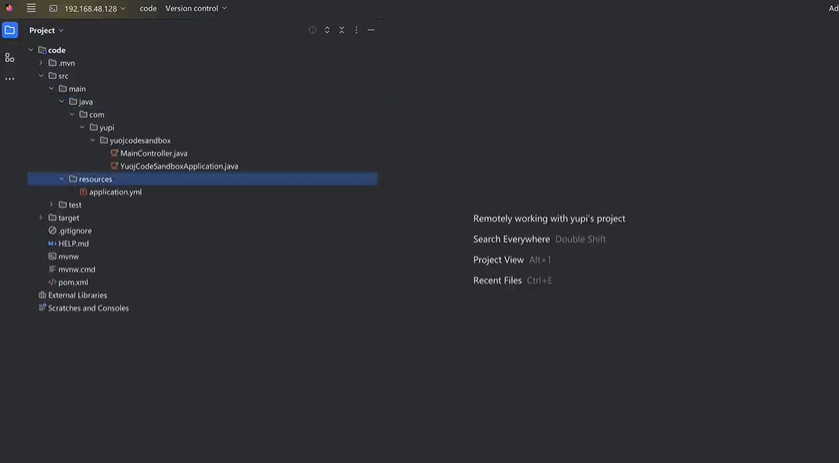 192.168.48.128 code Version control Ad
Project
code
.mvn
src
main
java
com
yupi
yuojcodesandbox
MainController.java
YuojCodeSandboxApplication.java
resources
application.yml
test
target
.gitignore
M↓ HELP.md
mvnw
mvnw.cmd
pom.xml
External Libraries
Scratches and Consoles
Remotely working with yupi's project
Search Everywhere Double Shift
Project View Alt+1
Recent Files Ctrl+E